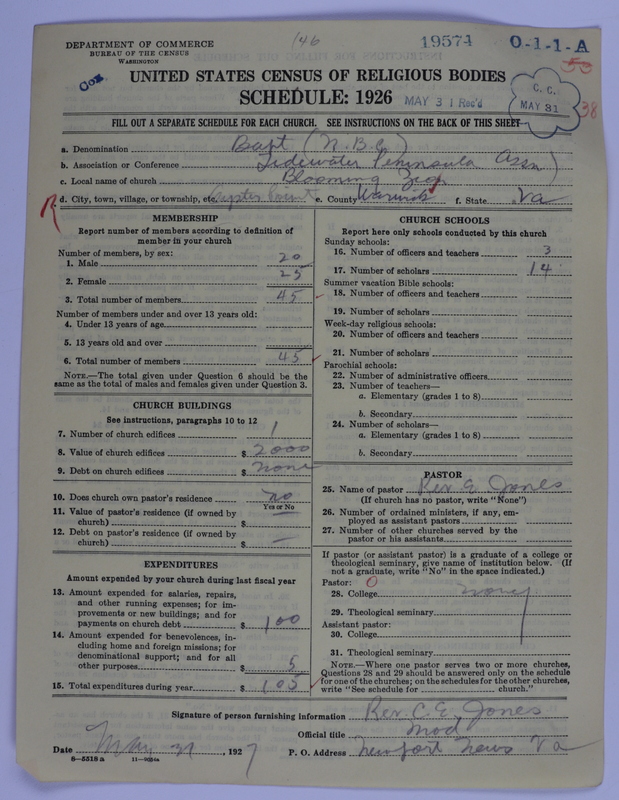 DEPARTMENT OF COMMERCE
BUREAU OF THE CENSUS
WASHINGTON
146
19574
O-1-1-A
53
38
UNITED STATES CENSUS OF RELIGIOUS BODIES
SCHEDULE: 1926
MAY 31 Rec'd
C. C.
MAY 31
FILL OUT A SEPARATE SCHEDULE FOR EACH CHURCH. SEE INSTRUCTIONS ON THE BACK OF THIS SHEET
a. Denomination Bapt (N.B.C.)
b. Association or Conference Tidewater Peninsula Assn)
c. Local name of church Blooming Zion
d. City, town, village, or township, etc. Oyster Point e. County Warwick f. State Va
MEMBERSHIP
Report number of members according to definition of
member in your church
Number of members, by sex:
1. Male 20
2. Female 25
3. Total number of members 45
Number of members under and over 13 years old:
4. Under 13 years of age
5. 13 years old and over
6. Total number of members 45
NOTE.—The total given under Question 6 should be the
same as the total of males and females given under Question 3.
CHURCH BUILDINGS
See instructions, paragraphs 10 to 12
7. Number of church edifices 1
8. Value of church edifices $ 2000
9. Debt on church edifices $ none
10. Does church own pastor's residence no
Yes or No
11. Value of pastor's residence (if owned by
church) $
12. Debt on pastor's residence (if owned by
church) $ —
EXPENDITURES
Amount expended by your church during last fiscal year
13. Amount expended for salaries, repairs,
and other running expenses; for im-
provements or new buildings; and for
payments on church debt $ 100
14. Amount expended for benevolences, in-
cluding home and foreign missions; for
denominational support; and for all
other purposes $ 5
15. Total expenditures during year $ 105
CHURCH SCHOOLS
Report here only schools conducted by this church
Sunday schools:
16. Number of officers and teachers 3
17. Number of scholars 14
Summer vacation Bible schools:
18. Number of officers and teachers
19. Number of scholars
Week-day religious schools:
20. Number of officers and teachers
21. Number of scholars
Parochial schools:
22. Number of administrative officers
23. Number of teachers—
a. Elementary (grades 1 to 8)
b. Secondary
24. Number of scholars—
a. Elementary (grades 1 to 8)
b. Secondary
PASTOR
25. Name of pastor Rev E Jones
(If church has no pastor, write "None")
26. Number of ordained ministers, if any, em-
ployed as assistant pastors
27. Number of other churches served by the
pastor or his assistants
If pastor (or assistant pastor) is a graduate of a college or
theological seminary, give name of institution below. (If
not a graduate, write "No" in the space indicated.)
Pastor: O
28. College none
29. Theological seminary
Assistant pastor:
30. College
31. Theological seminary
NOTE.—Where one pastor serves two or more churches,
Questions 28 and 29 should be answered only on the schedule
for one of the churches; on the schedules for the other churches,
write "See schedule for church."
Signature of person furnishing information Rev. C. E. Jones
Official title Mod
Date May 31, 1927 P. O. Address Newport News Va
8—5518 a 11—9054a